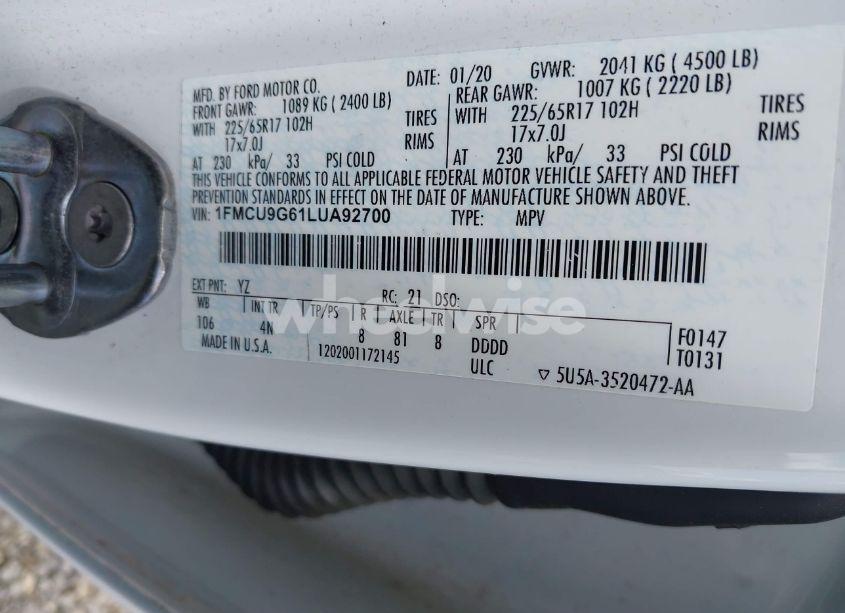 MFD. BY FORD MOTOR CO. DATE: 01/20 GVWR: 2041 KG ( 4500 LB)
FRONT GAWR: 1089 KG ( 2400 LB) REAR GAWR: 1007 KG ( 2220 LB)
WITH 225/65R17 102H TIRES WITH 225/65R17 102H TIRES
17x7.0J RIMS 17x7.0J RIMS
AT 230 kPa/ 33 PSI COLD AT 230 kPa/ 33 PSI COLD
THIS VEHICLE CONFORMS TO ALL APPLICABLE FEDERAL MOTOR VEHICLE SAFETY AND THEFT
PREVENTION STANDARDS IN EFFECT ON THE DATE OF MANUFACTURE SHOWN ABOVE.
VIN: 1FMCU9G61LUA92700 TYPE: MPV
EXT PNT: YZ RC: 21 DSO:
WB INT TR TP/PS R AXLE TR SPR
106 4N 8 81 8 DDDD F0147
MADE IN U.S.A. 1202001172145 ULC T0131
▽ 5U5A-3520472-AA
wheelwise